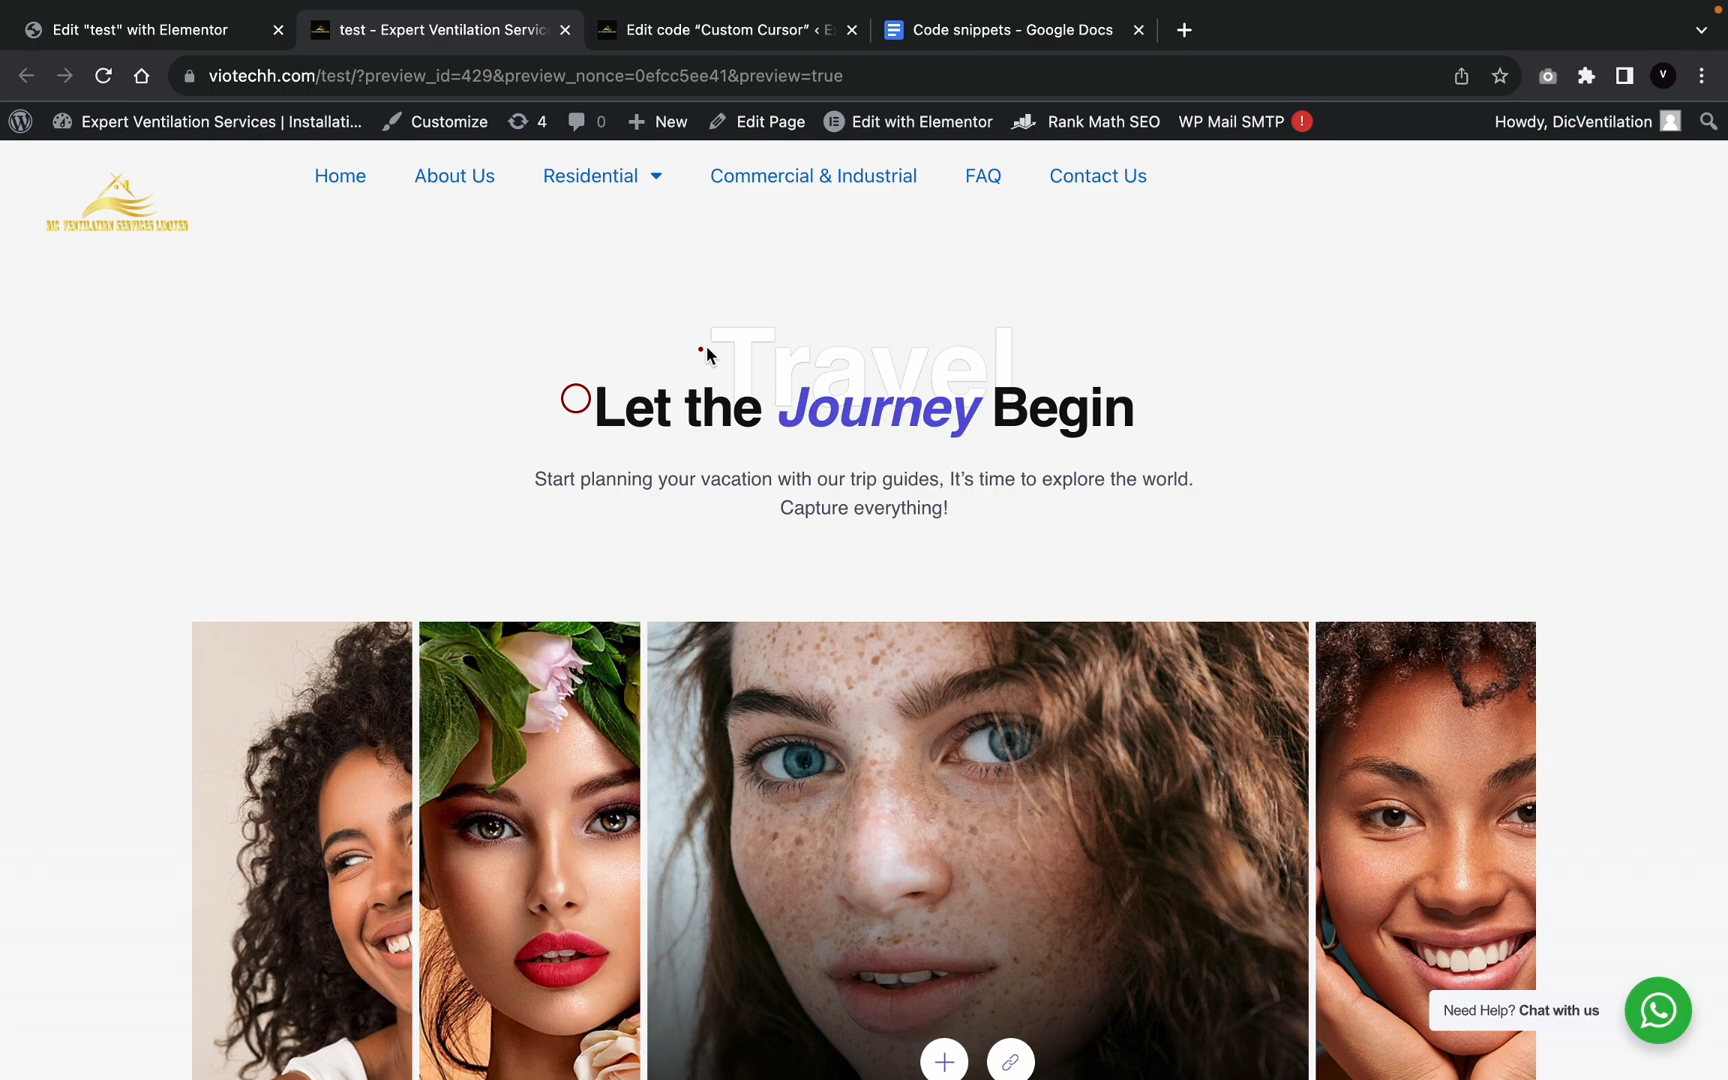 Edit "test" with Elementor
test - Expert Ventilation Servic
Edit code “Custom Cursor” ‹ E
Code snippets - Google Docs
viotechh.com/test/?preview_id=429&preview_nonce=0efcc5ee41&preview=true
V
Expert Ventilation Services | Installati...
Customize
4
0
New
Edit Page
Edit with Elementor
Rank Math SEO
WP Mail SMTP !
Howdy, DicVentilation
DIC VENTILATION SERVICES LIMITED
Home
About Us
Residential
Commercial & Industrial
FAQ
Contact Us
Travel
Let the Journey Begin
Start planning your vacation with our trip guides, It’s time to explore the world.
Capture everything!
Need Help? Chat with us